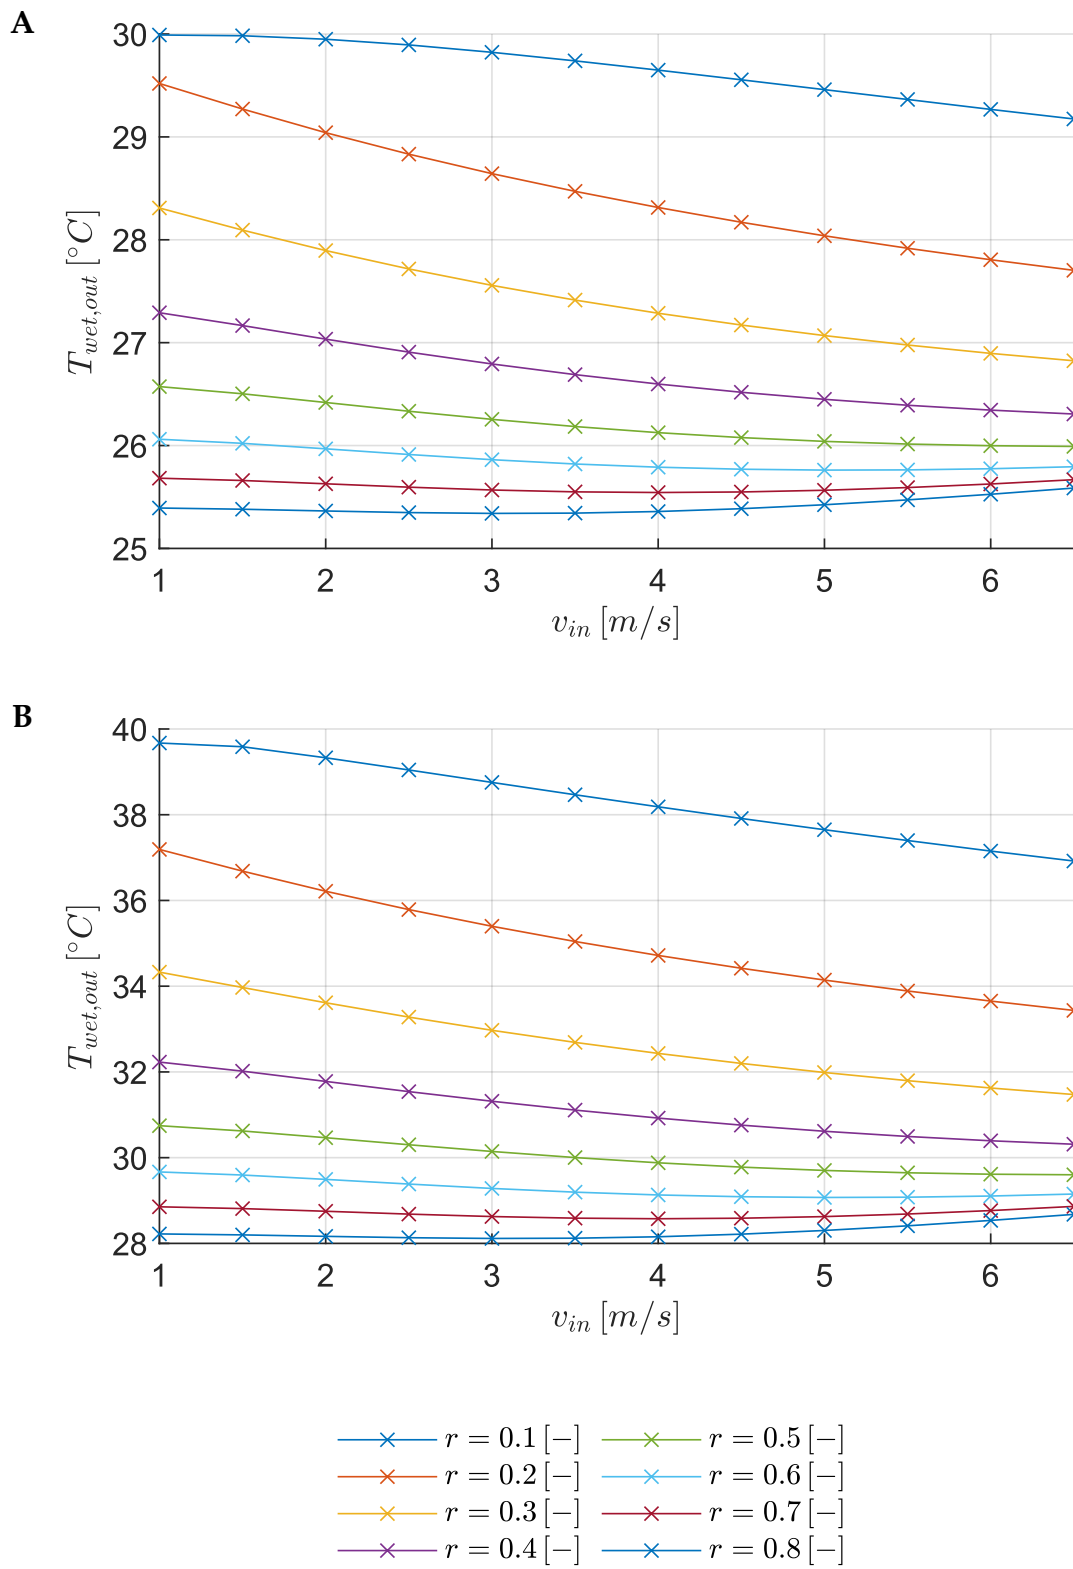 A
30
29
28
27
26
25
T_{wet,out} [°C]
1 2 3 4 5 6
v_{in} [m/s]
B
40
38
36
34
32
30
28
T_{wet,out} [°C]
1 2 3 4 5 6
v_{in} [m/s]
r = 0.1 [−] r = 0.5 [−]
r = 0.2 [−] r = 0.6 [−]
r = 0.3 [−] r = 0.7 [−]
r = 0.4 [−] r = 0.8 [−]